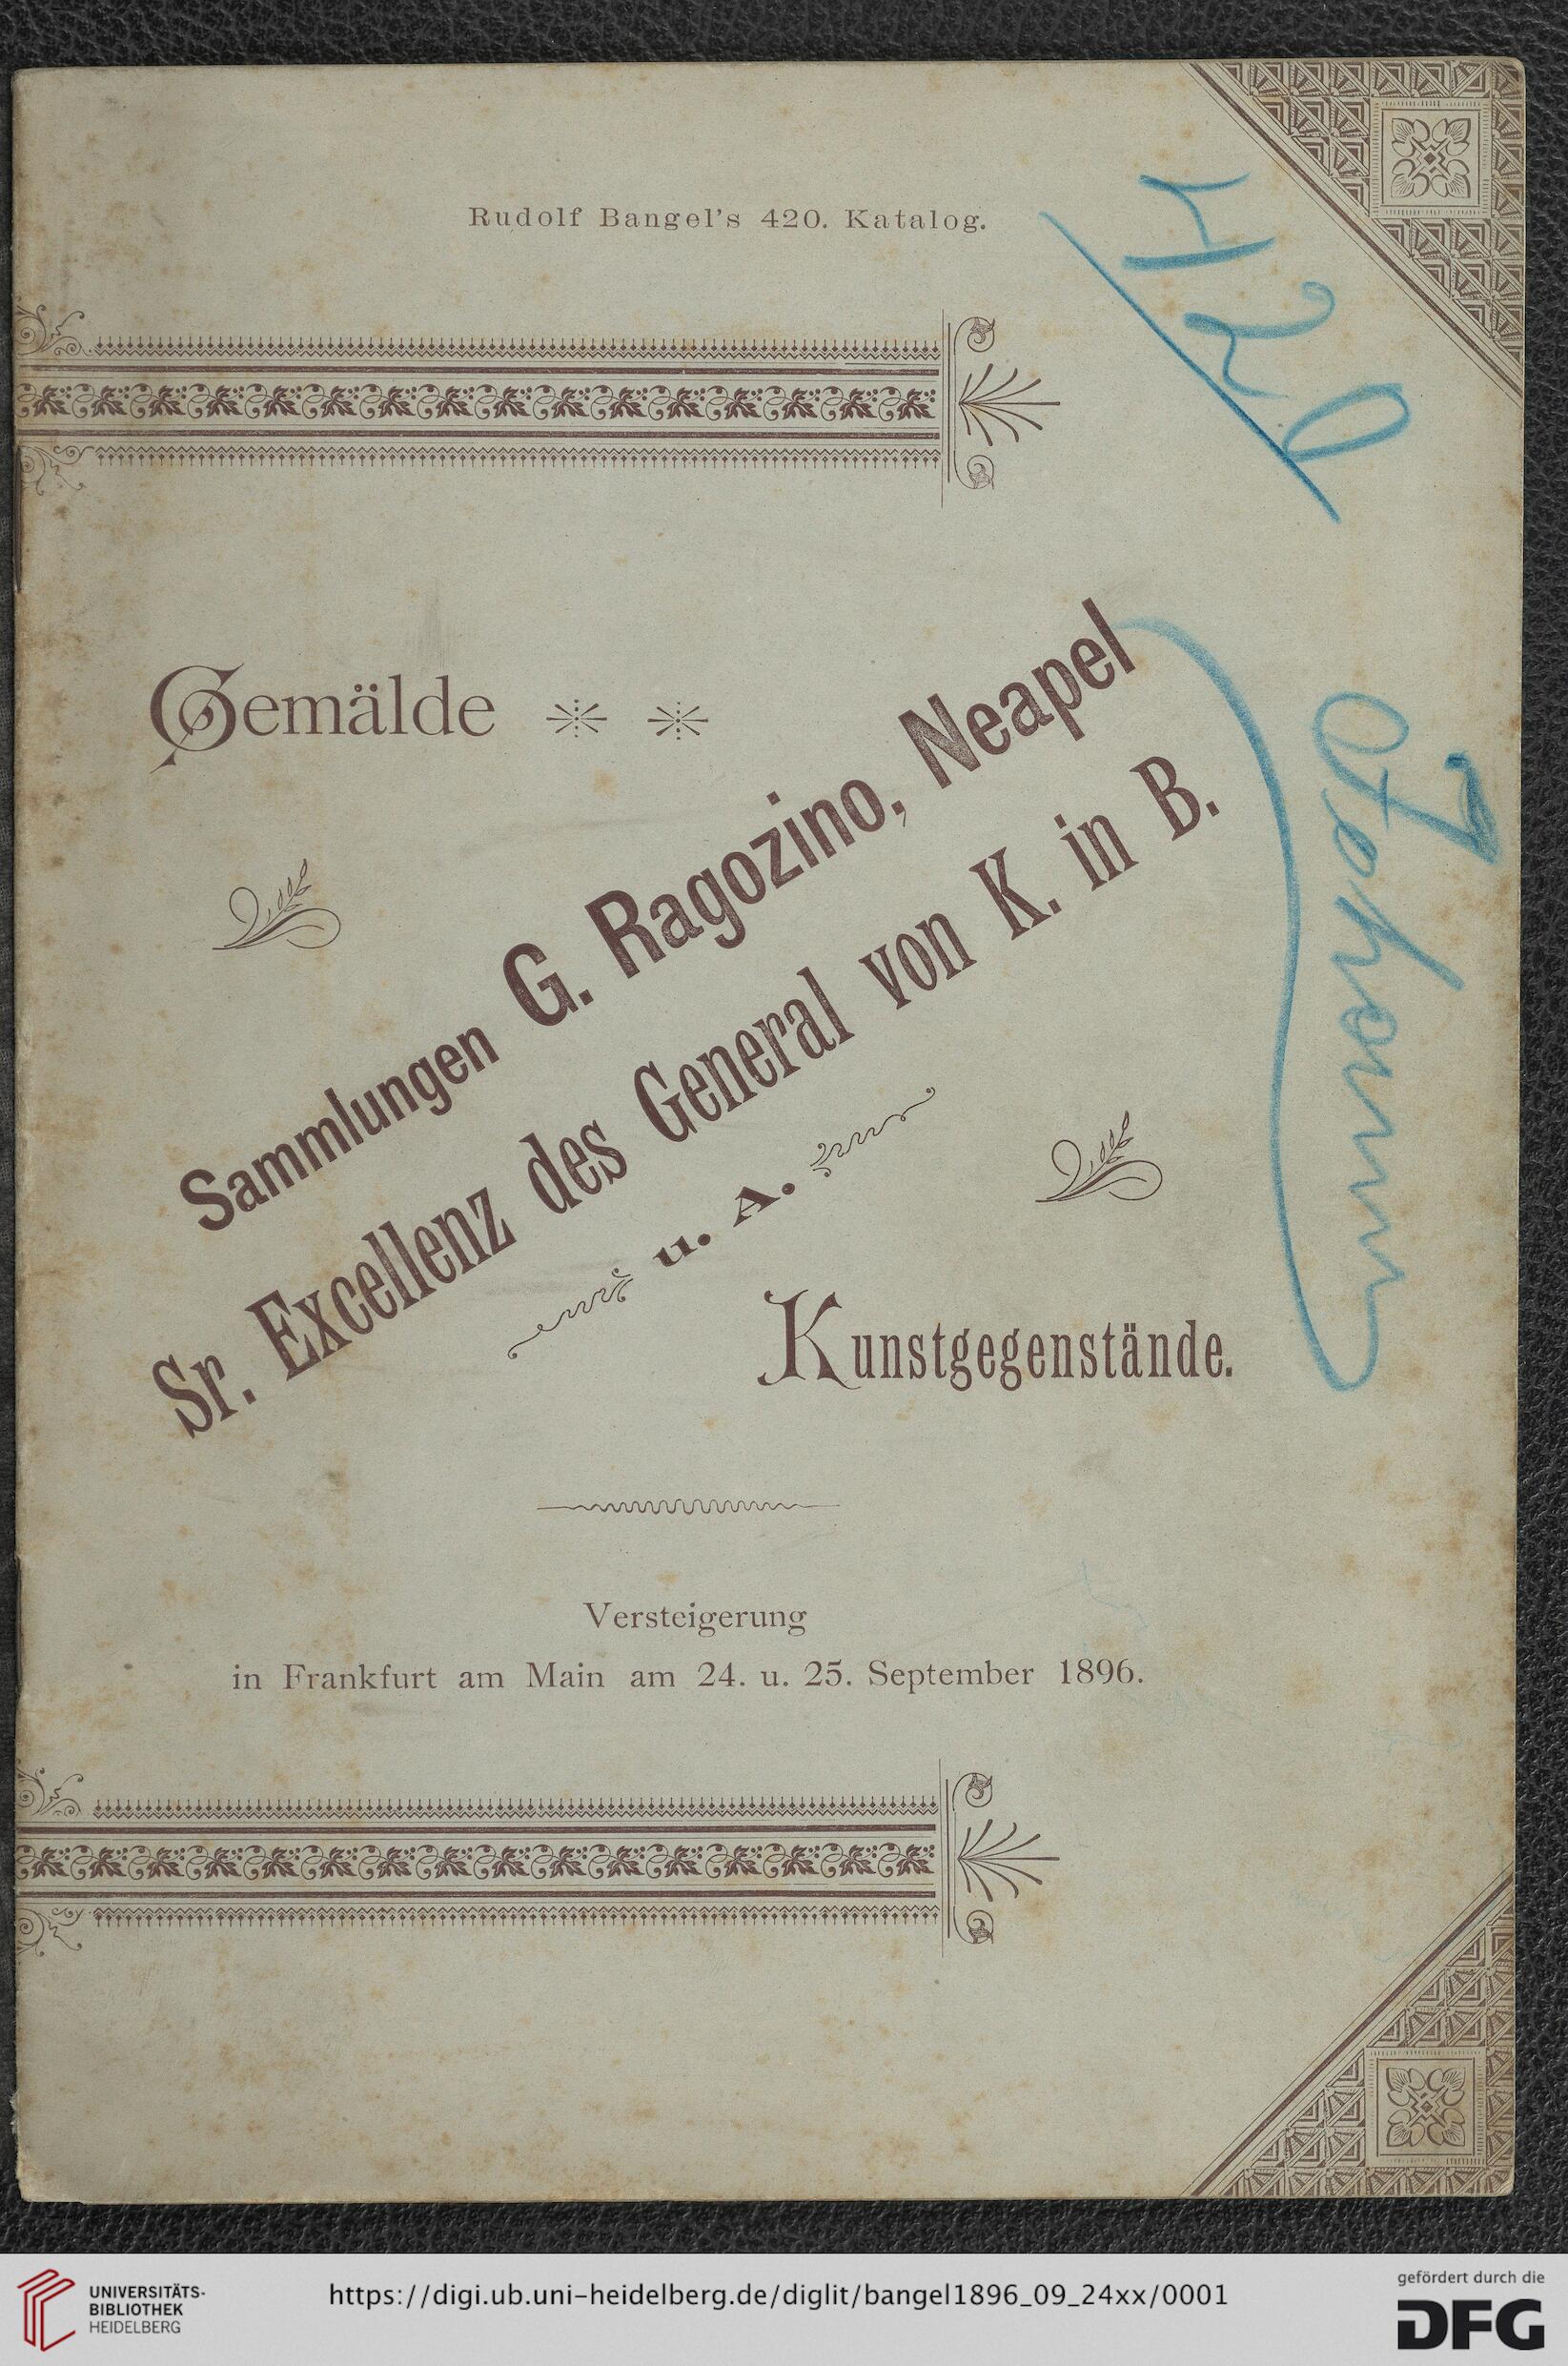 Rudolf Bangel's 420. Katalog.
420
Gemälde
Sammlungen G. Ragozino, Neapel
Sr. Excellenz des General von K. in B.
u. A.
Kunstgegenstände.
Versteigerung
in Frankfurt am Main am 24. u. 25. September 1896.
UNIVERSITÄTS-
BIBLIOTHEK
HEIDELBERG
https://digi.ub.uni-heidelberg.de/diglit/bangel1896_09_24xx/0001
gefördert durch die
DFG